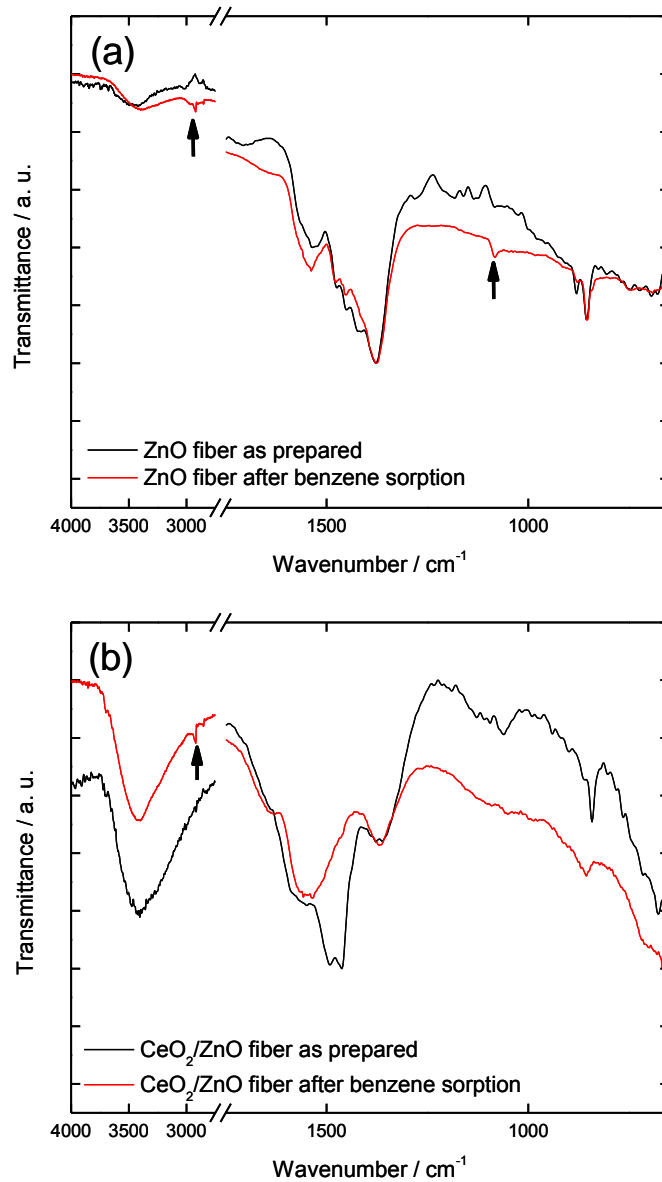 (a)
Transmittance / a. u.
ZnO fiber as prepared
ZnO fiber after benzene sorption
4000 3500 3000 1500 1000
Wavenumber / cm⁻¹
(b)
Transmittance / a. u.
CeO₂/ZnO fiber as prepared
CeO₂/ZnO fiber after benzene sorption
4000 3500 3000 1500 1000
Wavenumber / cm⁻¹